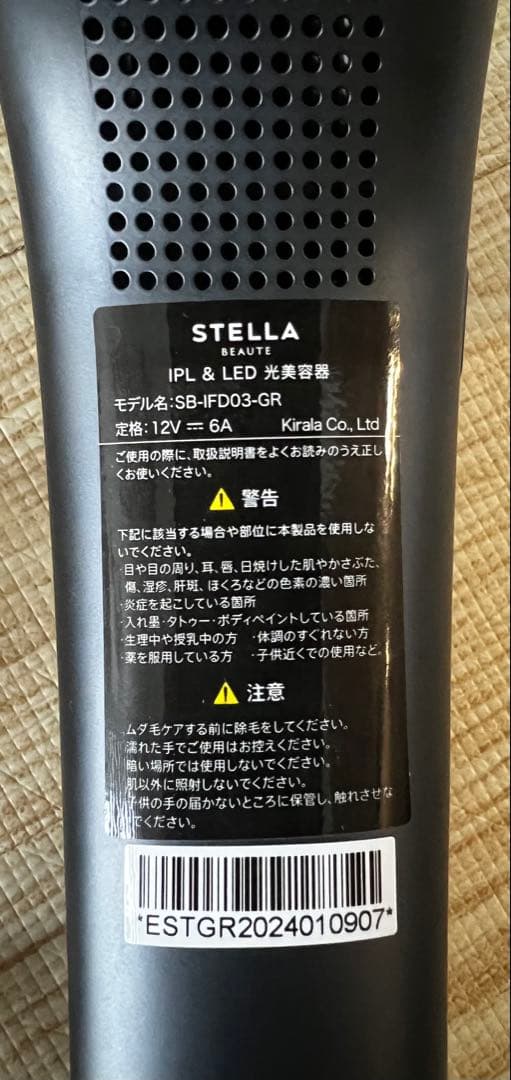 STELLA
BEAUTE
IPL & LED 光美容器
モデル名:SB-IFD03-GR
定格:12V ⎓ 6A Kirala Co., Ltd
ご使用の際に、取扱説明書をよくお読みのうえ正し
くお使いください。
警告
下記に該当する場合や部位に本製品を使用しな
いでください。
・目や目の周り、耳、唇、日焼けした肌やかさぶた、
傷、湿疹、肝斑、ほくろなどの色素の濃い箇所
・炎症を起こしている箇所
・入れ墨・タトゥー・ボディペイントしている箇所
・生理中や授乳中の方 ・体調のすぐれない方
・薬を服用している方 ・子供近くでの使用など。
注意
ムダ毛ケアする前に除毛をしてください。
濡れた手でご使用はお控えください。
暗い場所では使用しないでください。
肌以外に照射しないでください。
子供の手の届かないところに保管し、触れさせな
いでください。
*ESTGR2024010907*